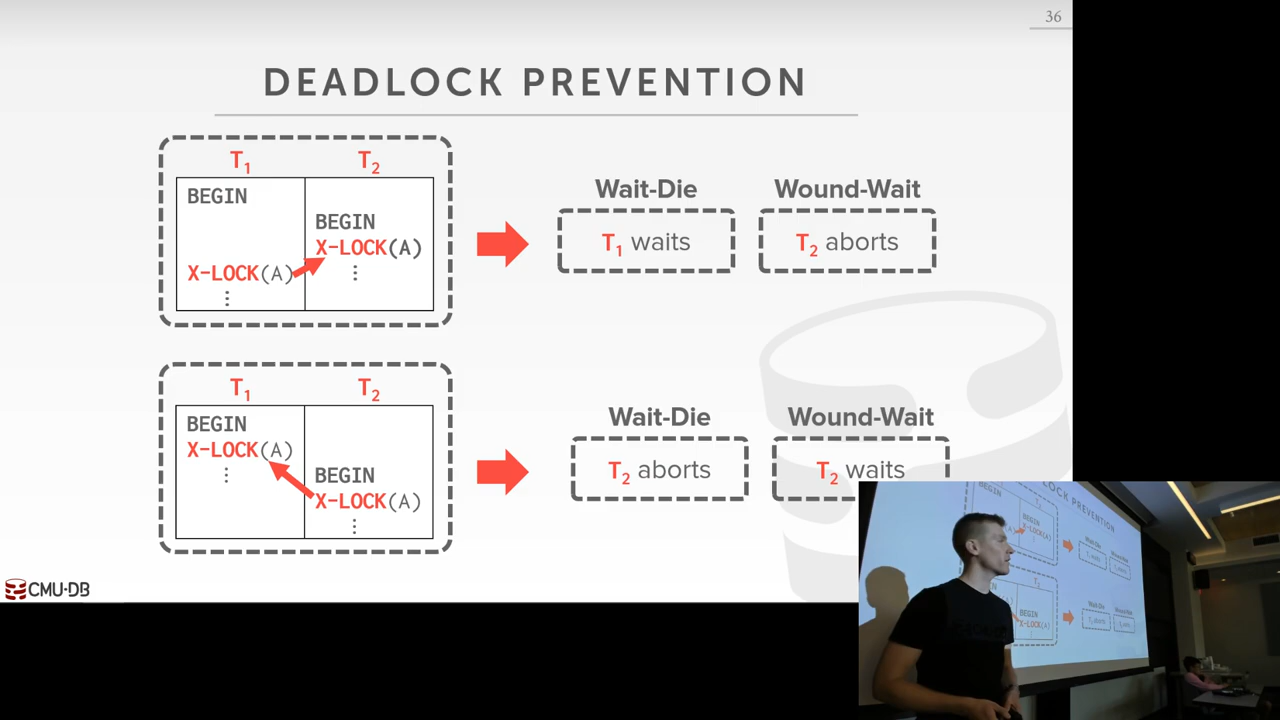 36
DEADLOCK PREVENTION
T1 T2
BEGIN
BEGIN
X-LOCK(A)
X-LOCK(A)
⋮
⋮
Wait-Die Wound-Wait
T1 waits T2 aborts
T1 T2
BEGIN
X-LOCK(A)
⋮
BEGIN
X-LOCK(A)
⋮
Wait-Die Wound-Wait
T2 aborts T2 waits
CMU·DB